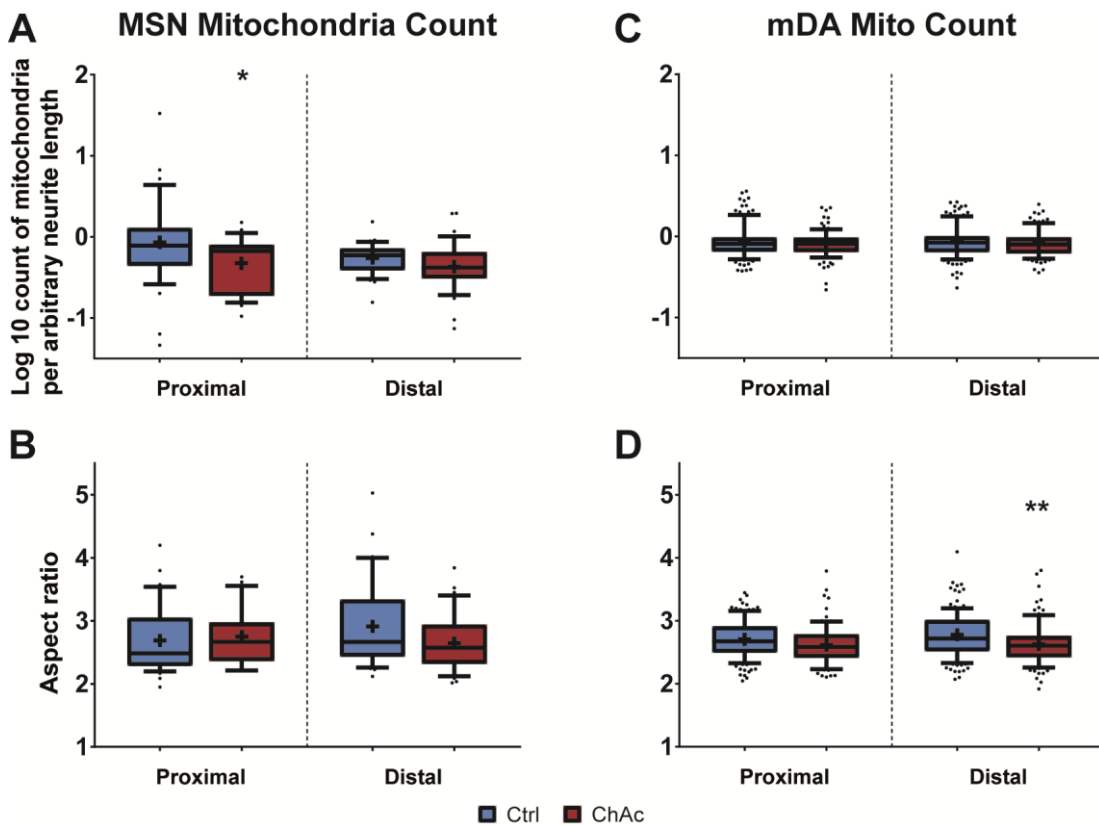 A
MSN Mitochondria Count
Log 10 count of mitochondria
per arbitrary neurite length
2
1
0
-1
*
Proximal
Distal
C
mDA Mito Count
2
1
0
-1
Proximal
Distal
B
Aspect ratio
5
4
3
2
1
Proximal
Distal
D
5
4
3
2
1
**
Proximal
Distal
Ctrl
ChAc